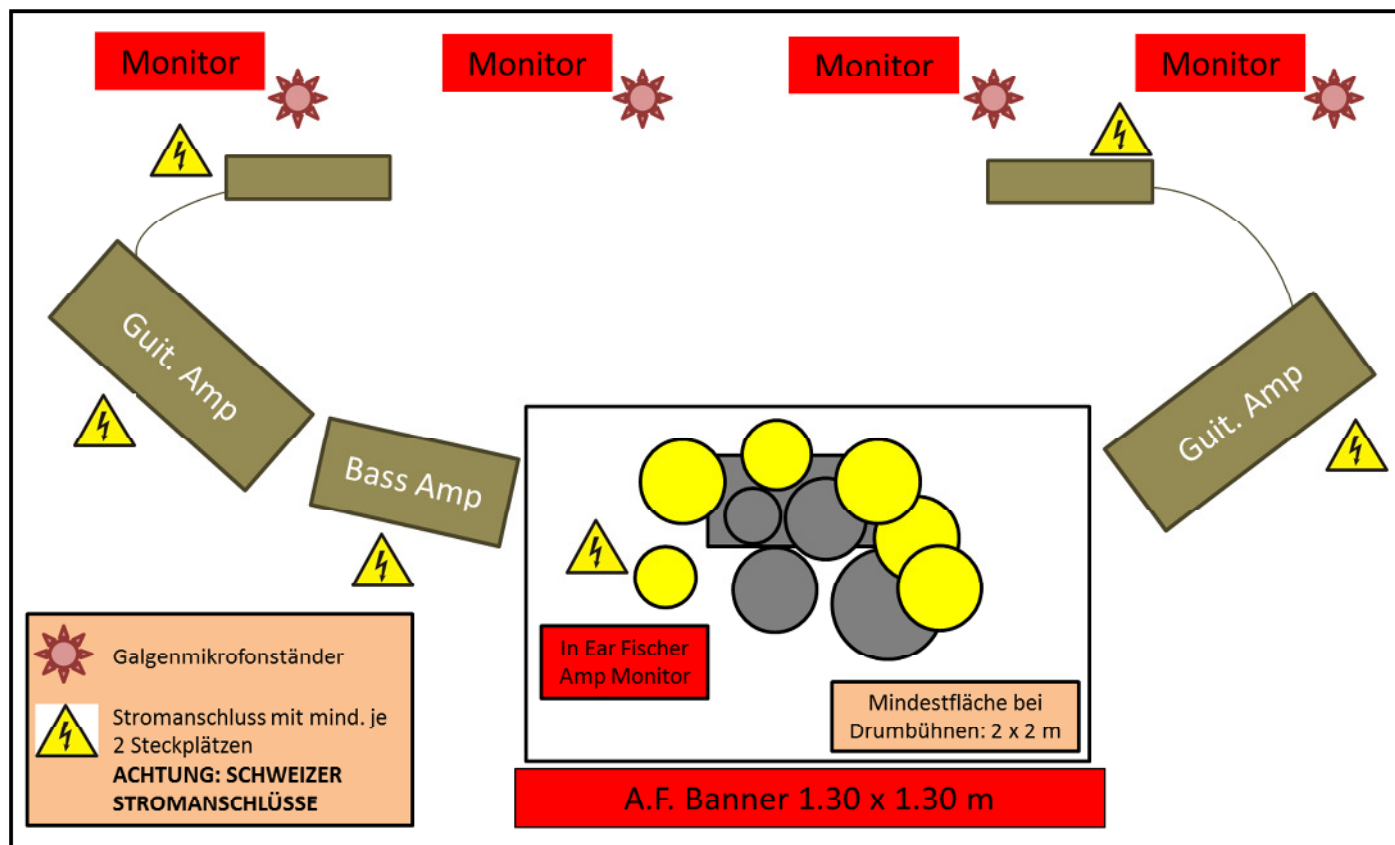 Monitor
Monitor
Monitor
Monitor
Guit. Amp
Guit. Amp
Bass Amp
In Ear Fischer
Amp Monitor
Mindestfläche bei
Drumbühnen: 2 x 2 m
A.F. Banner 1.30 x 1.30 m
Galgenmikrofonständer
Stromanschluss mit mind. je
2 Steckplätzen
ACHTUNG: SCHWEIZER
STROMANSCHLÜSSE